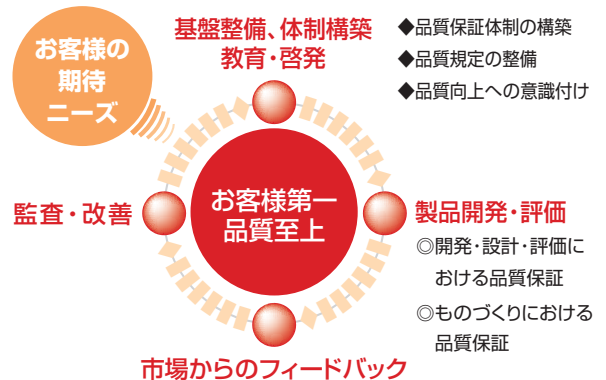 お客様の
期待
ニーズ
基盤整備、体制構築
教育・啓発
◆品質保証体制の構築
◆品質規定の整備
◆品質向上への意識付け
お客様第一
品質至上
監査・改善
製品開発・評価
◎開発・設計・評価に
おける品質保証
◎ものづくりにおける
品質保証
市場からのフィードバック